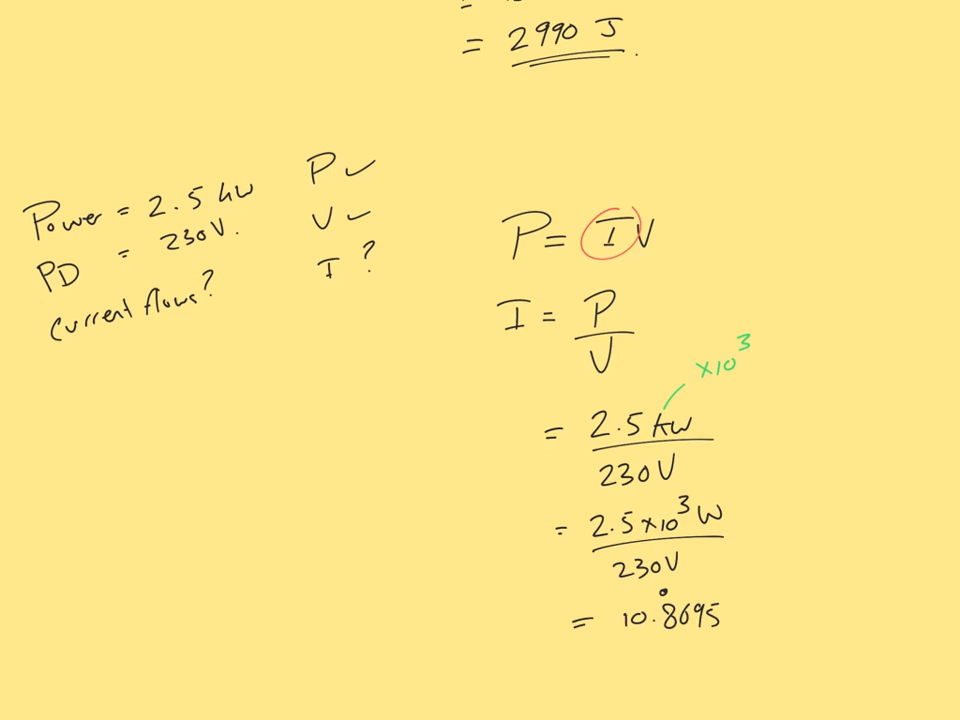 = 2990 J.
Power = 2.5 kW
PD = 230V.
Current flows?
P ✓
V ✓
I ?
P = IV
I = P/V
×10³
= 2.5 kW / 230V
= 2.5×10³ W / 230V
= 10.8695